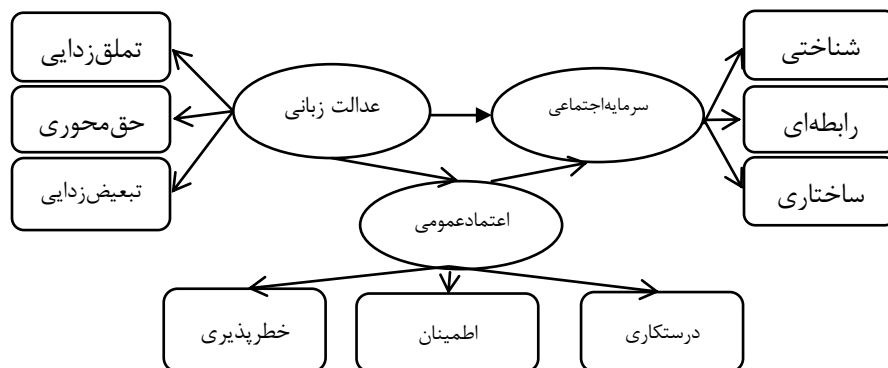 شناختی
تملق‌زدایی
عدالت زبانی
سرمایه‌اجتماعی
رابطه‌ای
حق‌محوری
ساختاری
تبعیض‌زدایی
اعتمادعمومی
درستکاری
اطمینان
خطرپذیری